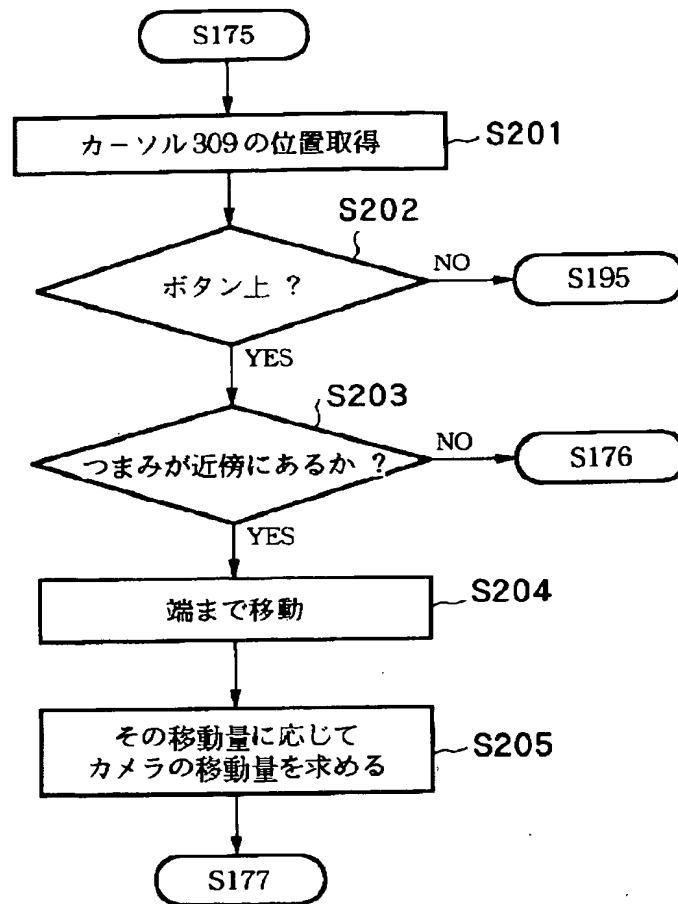 S175
カーソル309の位置取得
S201
S202
ボタン上 ?
NO
S195
YES
S203
つまみが近傍にあるか ?
NO
S176
YES
端まで移動
S204
その移動量に応じて
カメラの移動量を求める
S205
S177